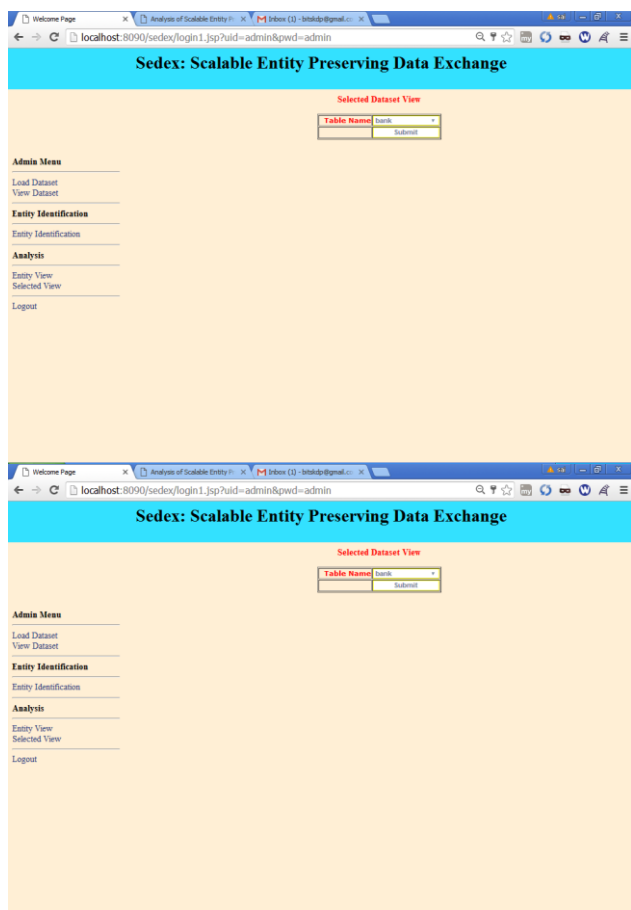 Welcome Page
Analysis of Scalable Entity Pr
Inbox (1) - bitskdp@gmail.co
localhost:8090/sedex/login1.jsp?uid=admin&pwd=admin
Sedex: Scalable Entity Preserving Data Exchange
Selected Dataset View
Table Name bank
Submit
Admin Menu
Load Dataset
View Dataset
Entity Identification
Entity Identification
Analysis
Entity View
Selected View
Logout
Welcome Page
Analysis of Scalable Entity Pr
Inbox (1) - bitskdp@gmail.co
localhost:8090/sedex/login1.jsp?uid=admin&pwd=admin
Sedex: Scalable Entity Preserving Data Exchange
Selected Dataset View
Table Name bank
Submit
Admin Menu
Load Dataset
View Dataset
Entity Identification
Entity Identification
Analysis
Entity View
Selected View
Logout